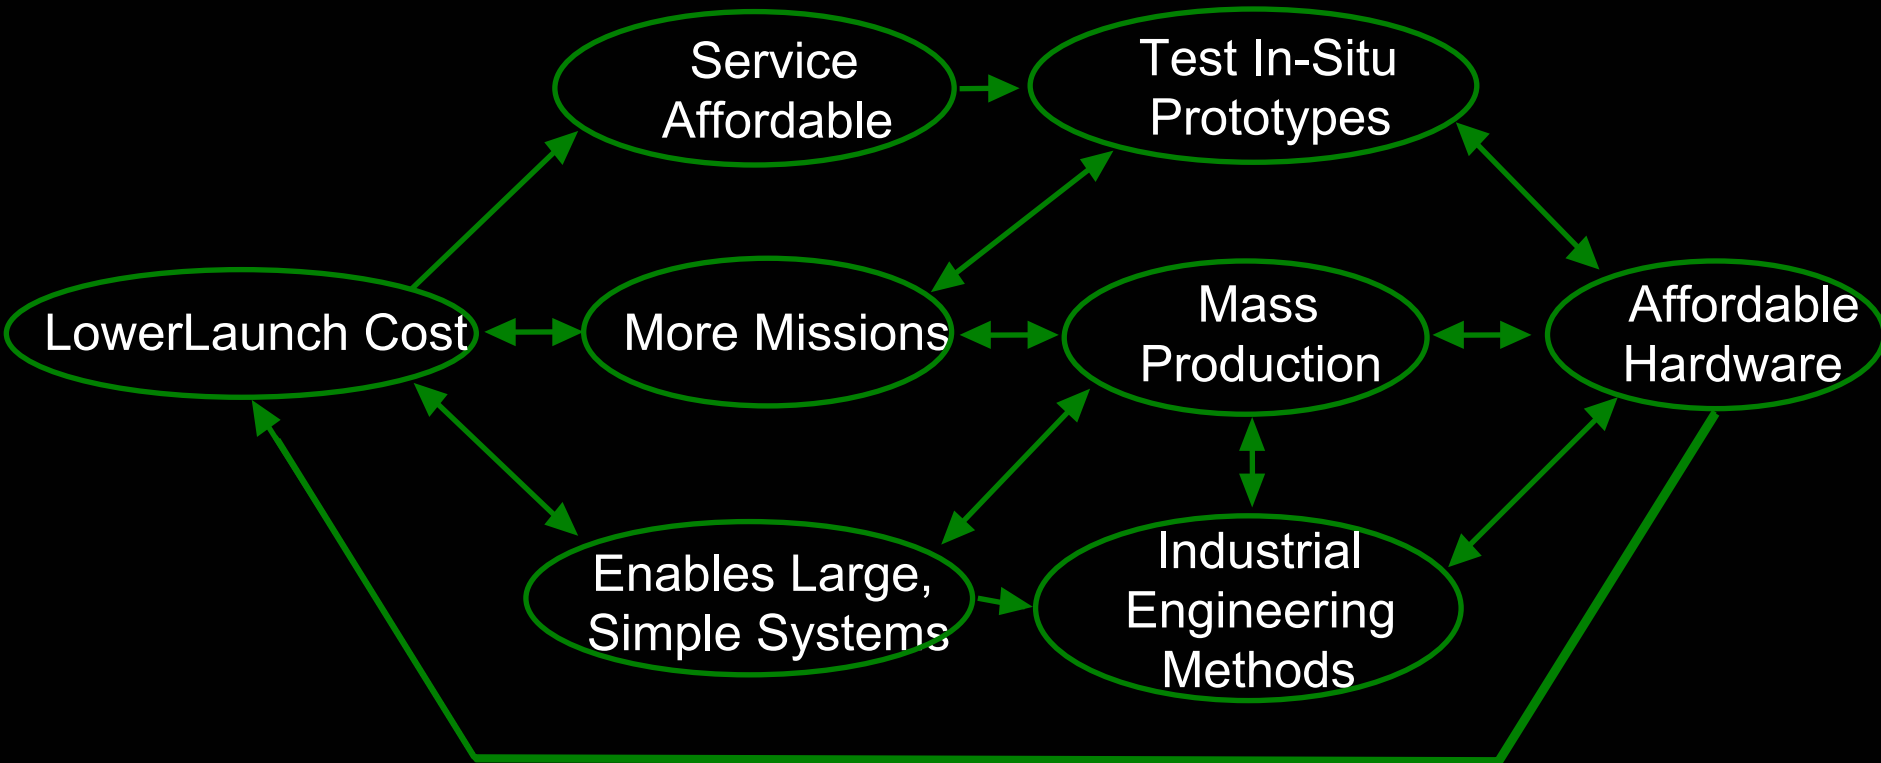 Service
Affordable
Test In-Situ
Prototypes
LowerLaunch Cost
More Missions
Mass
Production
Affordable
Hardware
Enables Large,
Simple Systems
Industrial
Engineering
Methods